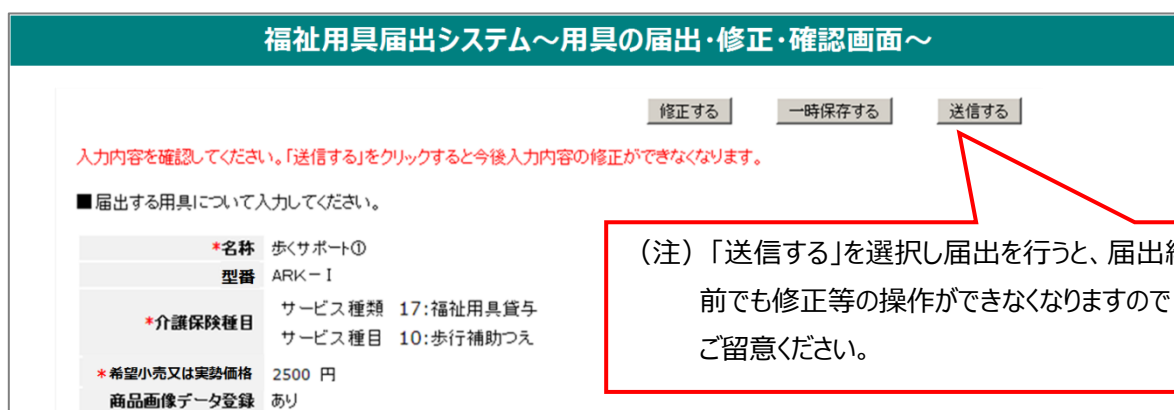 福祉用具届出システム～用具の届出・修正・確認画面～
修正する 一時保存する 送信する
入力内容を確認してください。「送信する」をクリックすると今後入力内容の修正ができなくなります。
■届出する用具について入力してください。
*名称 歩くサポート①
型番 ARK－Ⅰ
*介護保険種目 サービス種類 17:福祉用具貸与
サービス種目 10:歩行補助つえ
*希望小売又は実勢価格 2500 円
商品画像データ登録 あり
（注）「送信する」を選択し届出を行うと、届出
前でも修正等の操作ができなくなりますので
ご留意ください。